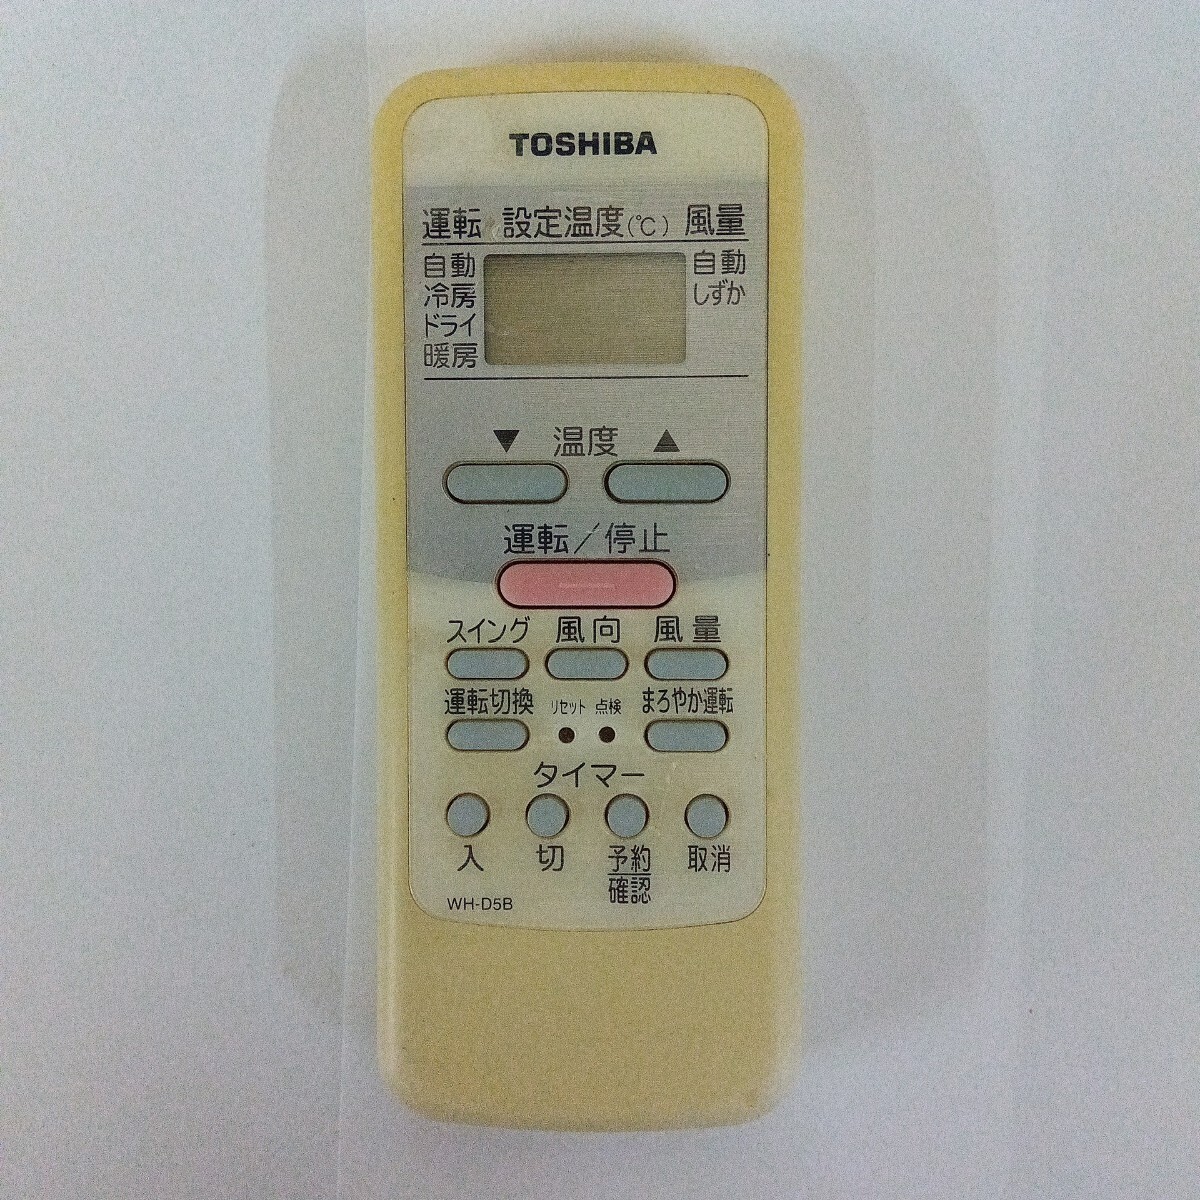 TOSHIBA
運転 設定温度(℃) 風量
自動 自動
冷房 しずか
ドライ
暖房
▼ 温度 ▲
運転／停止
スイング 風向 風量
運転切換 リセット 点検 まろやか運転
タイマー
入 切 予約 取消
確認
WH-D5B